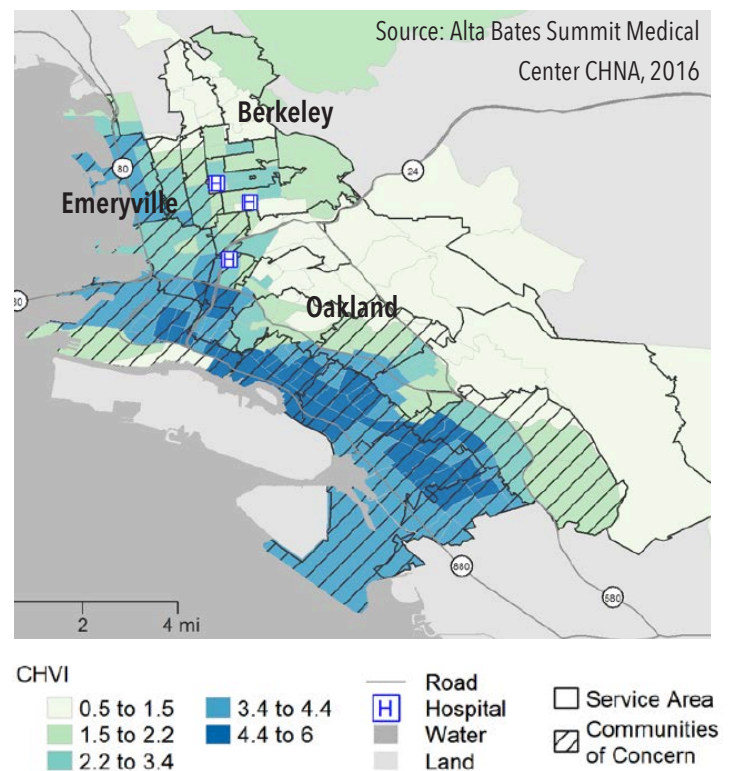 Source: Alta Bates Summit Medical
Center CHNA, 2016
Berkeley
24
80
Emeryville
H
H
H
80
Oakland
880
580
2 4 mi
CHVI
0.5 to 1.5
1.5 to 2.2
2.2 to 3.4
3.4 to 4.4
4.4 to 6
Road
H Hospital
Water
Land
Service Area
Communities
of Concern